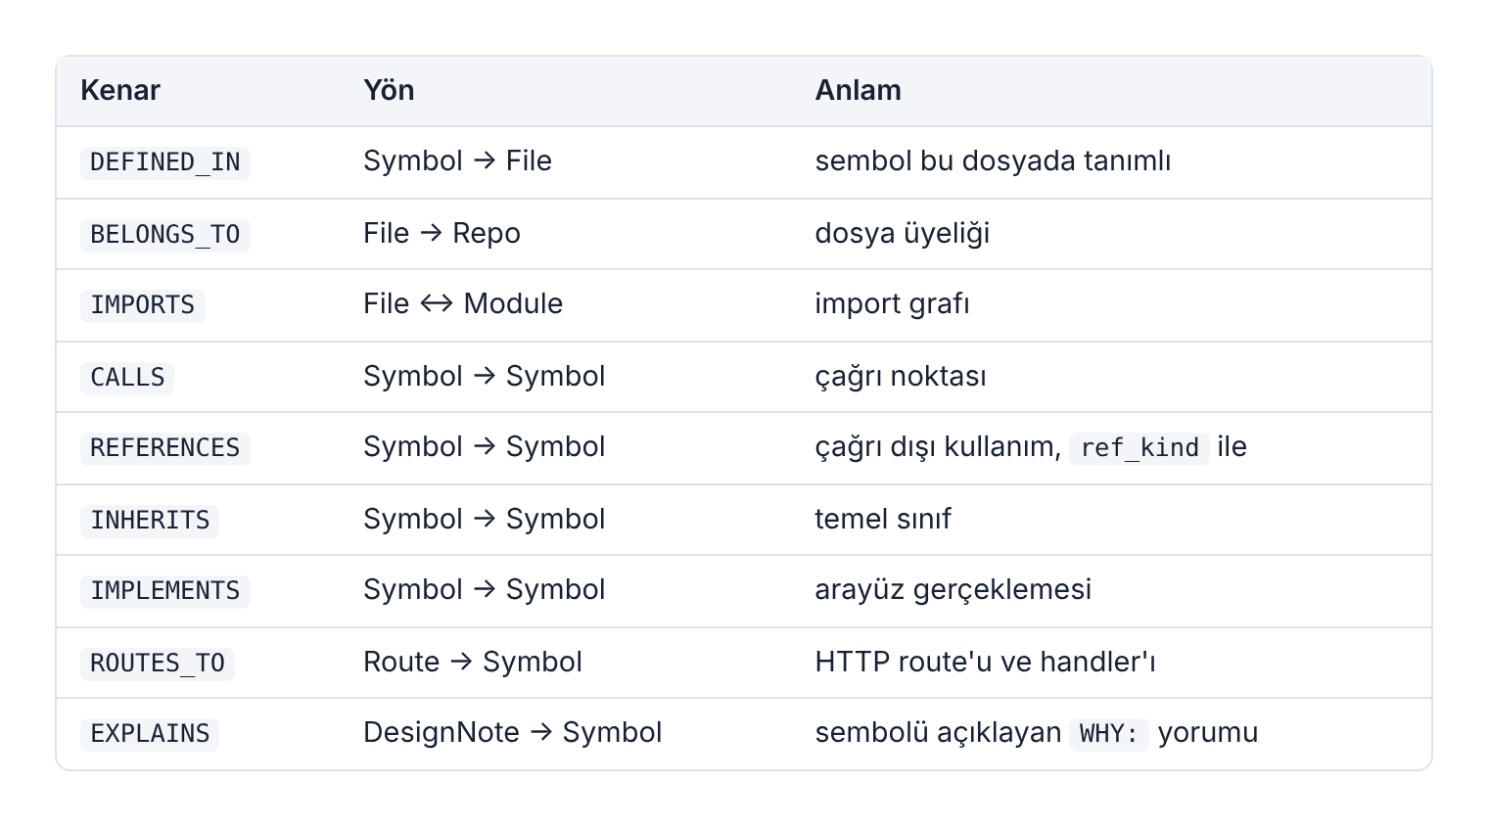 Kenar Yön Anlam
DEFINED_IN Symbol → File sembol bu dosyada tanımlı
BELONGS_TO File → Repo dosya üyeliği
IMPORTS File ↔ Module import grafı
CALLS Symbol → Symbol çağrı noktası
REFERENCES Symbol → Symbol çağrı dışı kullanım, ref_kind ile
INHERITS Symbol → Symbol temel sınıf
IMPLEMENTS Symbol → Symbol arayüz gerçeklemesi
ROUTES_TO Route → Symbol HTTP route'u ve handler'ı
EXPLAINS DesignNote → Symbol sembolü açıklayan WHY: yorumu